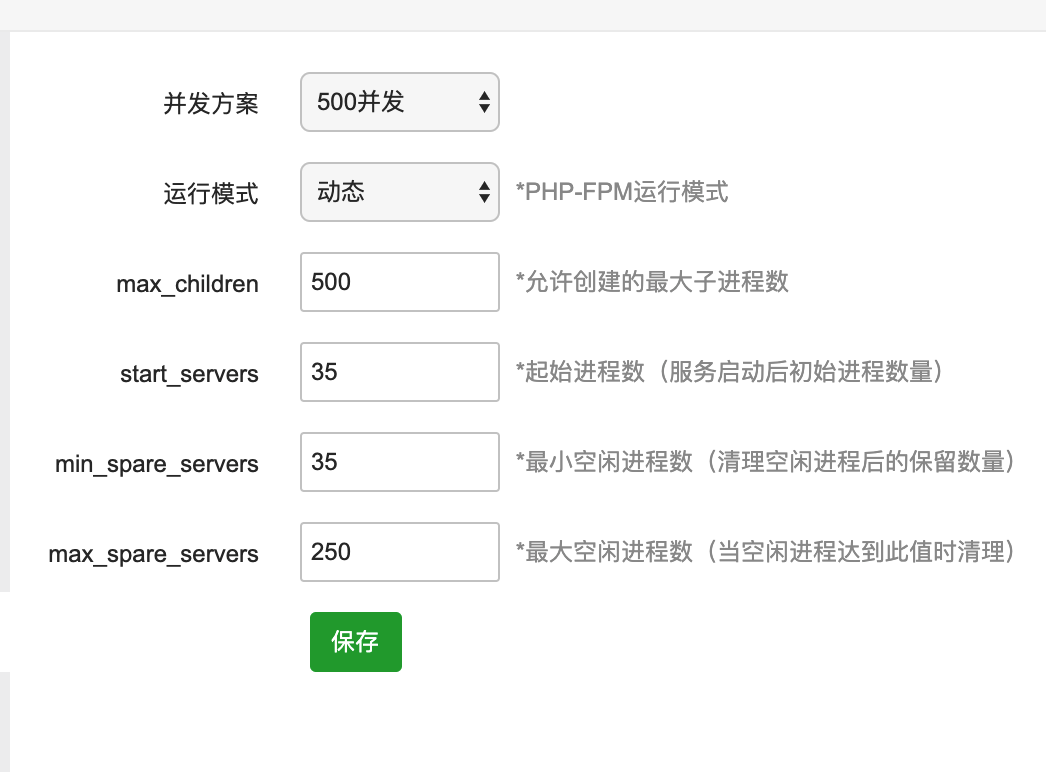 并发方案 500并发
运行模式 动态 *PHP-FPM运行模式
max_children 500 *允许创建的最大子进程数
start_servers 35 *起始进程数（服务启动后初始进程数量）
min_spare_servers 35 *最小空闲进程数（清理空闲进程后的保留数量）
max_spare_servers 250 *最大空闲进程数（当空闲进程达到此值时清理）
保存